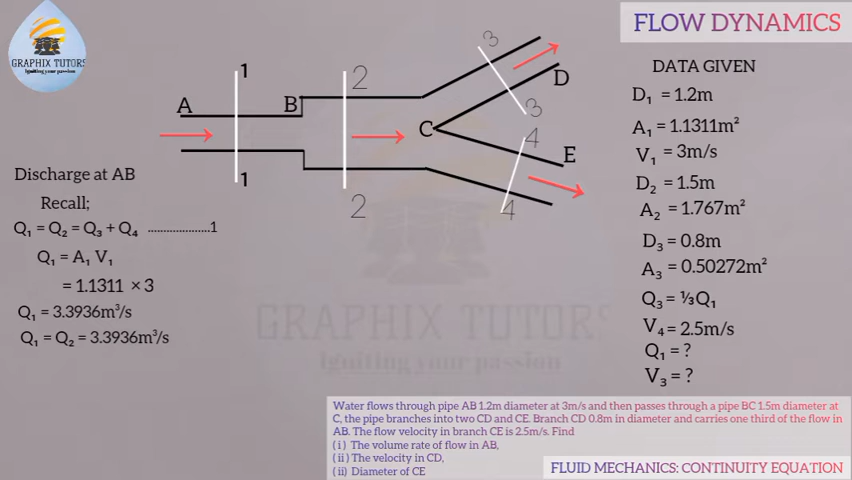 FLOW DYNAMICS
GRAPHIX TUTORS
Igniting your passion
DATA GIVEN
D₁ = 1.2m
A₁ = 1.1311m²
V₁ = 3m/s
D₂ = 1.5m
A₂ = 1.767m²
D₃ = 0.8m
A₃ = 0.50272m²
Q₃ = ⅓Q₁
V₄ = 2.5m/s
Q₁ = ?
V₃ = ?
1
2
3
A
B
C
D
3
4
E
1
2
4
Discharge at AB
Recall;
Q₁ = Q₂ = Q₃ + Q₄ .....................1
Q₁ = A₁ V₁
= 1.1311 × 3
Q₁ = 3.3936m³/s
Q₁ = Q₂ = 3.3936m³/s
GRAPHIX TUTORS
Igniting your passion
Water flows through pipe AB 1.2m diameter at 3m/s and then passes through a pipe BC 1.5m diameter at
C, the pipe branches into two CD and CE. Branch CD 0.8m in diameter and carries one third of the flow in
AB. The flow velocity in branch CE is 2.5m/s. Find
( i ) The volume rate of flow in AB,
( ii ) The velocity in CD,
( ii) Diameter of CE
FLUID MECHANICS: CONTINUITY EQUATION